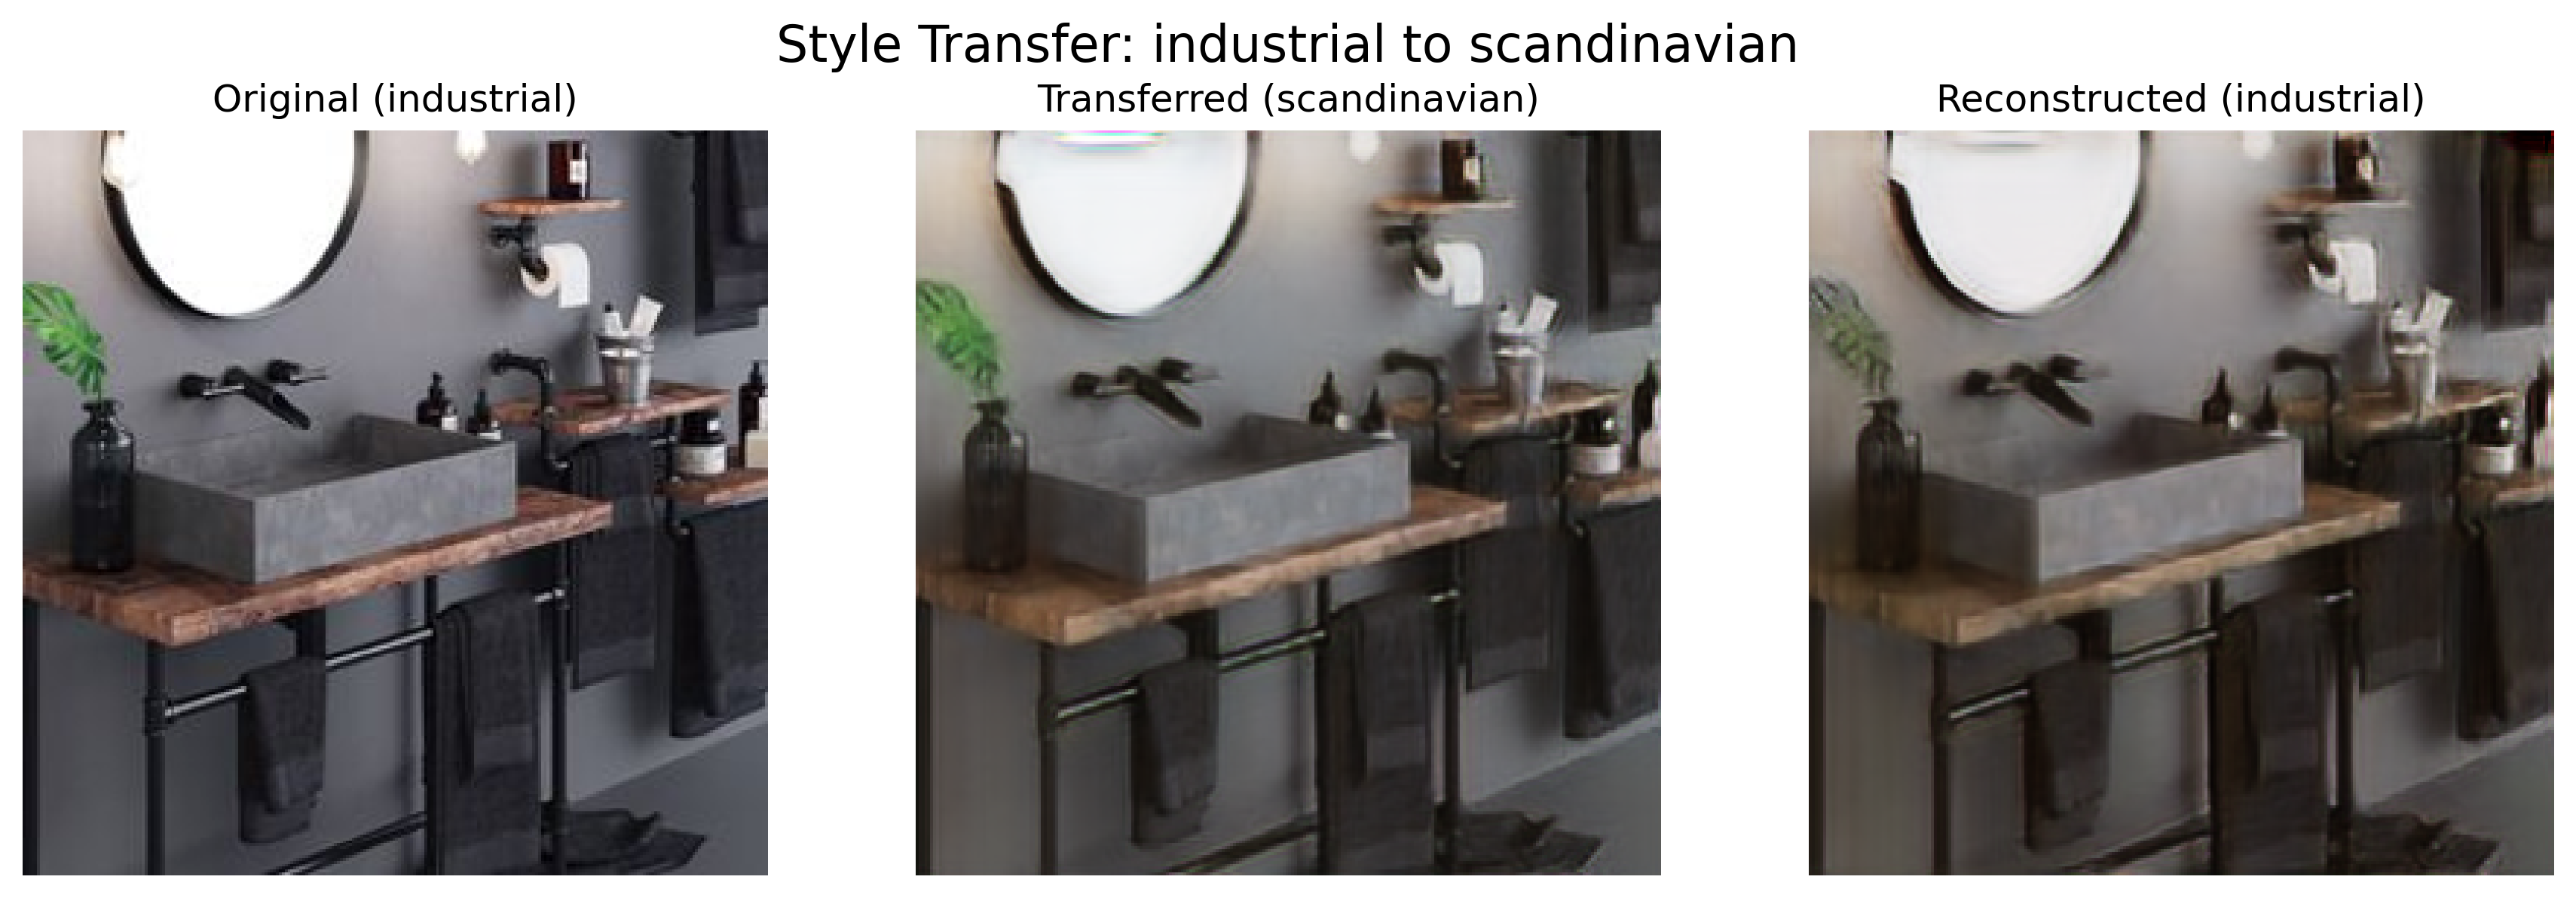 Style Transfer: industrial to scandinavian
Original (industrial)
Transferred (scandinavian)
Reconstructed (industrial)